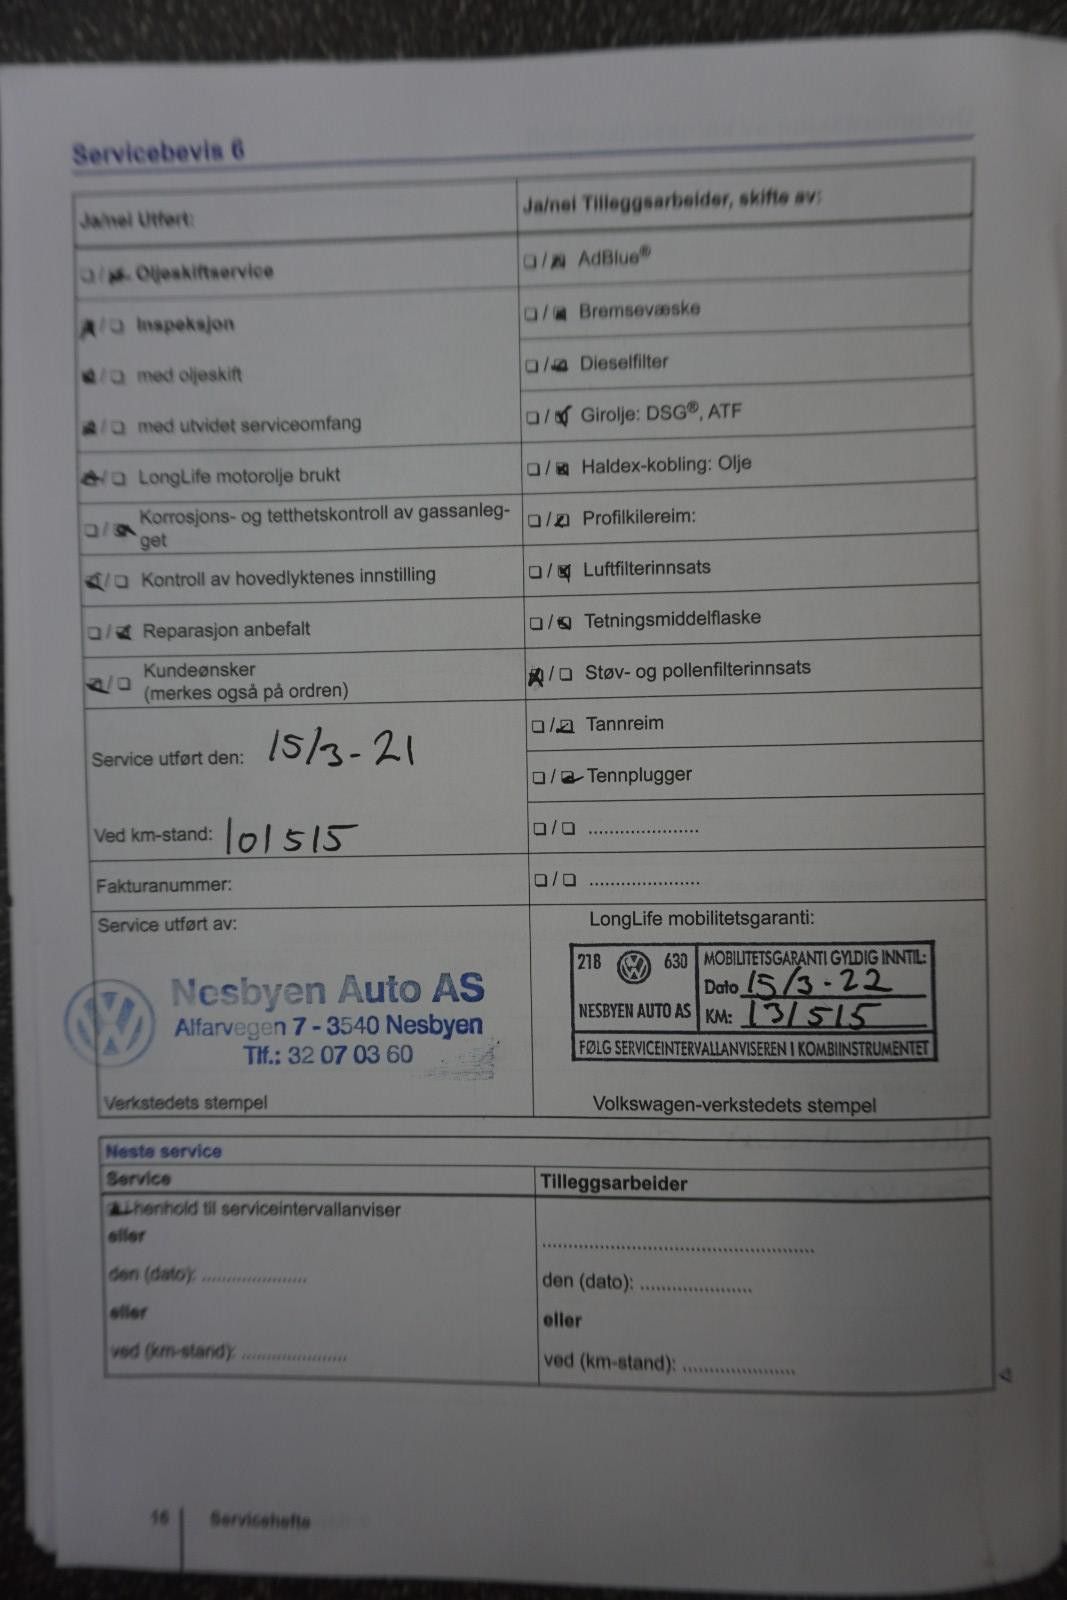 Servicebevis 6
Ja/nei Utført:
☐/☒ Oljeskiftservice
☒/☐ Inspeksjon
☒/☐ med oljeskift
☒/☐ med utvidet serviceomfang
☒/☐ LongLife motorolje brukt
☐/☒ Korrosjons- og tetthetskontroll av gassanleg-
get
☒/☐ Kontroll av hovedlyktenes innstilling
☐/☒ Reparasjon anbefalt
☒/☐ Kundeønsker
(merkes også på ordren)
Service utført den: 15/3-21
Ved km-stand: 101515
Fakturanummer:
Service utført av:
Nesbyen Auto AS
Alfarvegen 7 - 3540 Nesbyen
Tlf.: 32 07 03 60
Verkstedets stempel
Ja/nei Tilleggsarbeider, skifte av:
☐/☒ AdBlue®
☐/☒ Bremsevæske
☐/☒ Dieselfilter
☐/☒ Girolje: DSG®, ATF
☐/☒ Haldex-kobling: Olje
☐/☒ Profilkilereim:
☐/☒ Luftfilterinnsats
☐/☒ Tetningsmiddelflaske
☒/☐ Støv- og pollenfilterinnsats
☐/☒ Tannreim
☐/☒ Tennplugger
☐/☐ .....................
☐/☐ .....................
LongLife mobilitetsgaranti:
218 630
NESBYEN AUTO AS
MOBILITETSGARANTI GYLDIG INNTIL:
Dato 15/3-22
KM: 131515
FØLG SERVICEINTERVALLANVISEREN I KOMBIINSTRUMENTET
Volkswagen-verkstedets stempel
Neste service
Service
☒ I henhold til serviceintervallanviser
eller
den (dato): .....................
eller
ved (km-stand): .....................
Tilleggsarbeider
.....................................................
den (dato): .....................
eller
ved (km-stand): .....................
16 Servicehefte